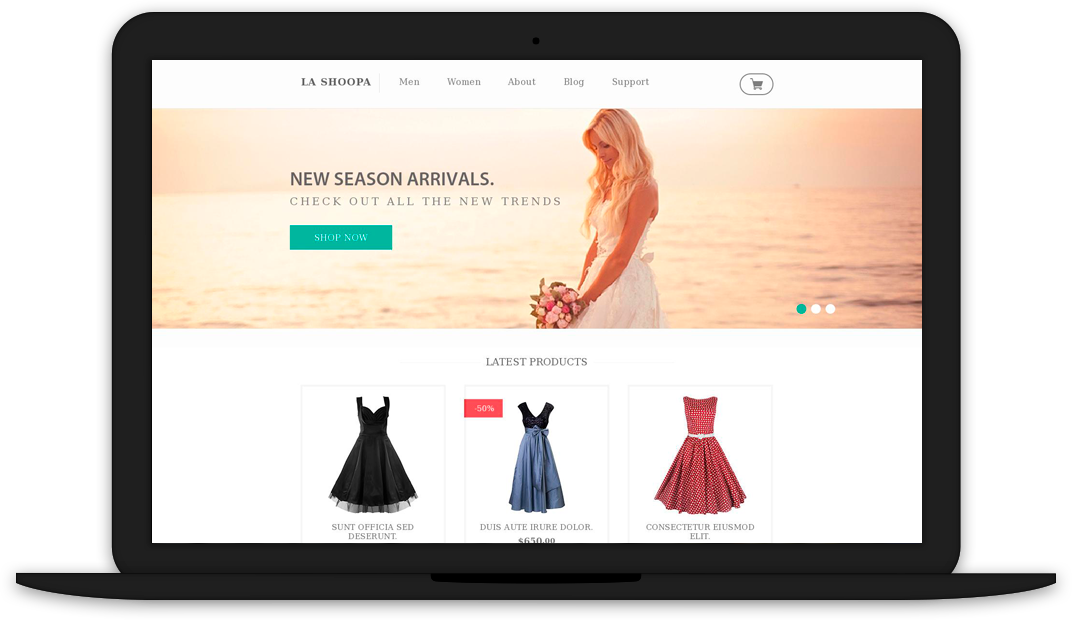 LA SHOOPA Men Women About Blog Support
NEW SEASON ARRIVALS.
CHECK OUT ALL THE NEW TRENDS
SHOP NOW
LATEST PRODUCTS
-50%
SUNT OFFICIA SED
DESERUNT.
DUIS AUTE IRURE DOLOR.
$650.00
CONSECTETUR EIUSMOD
ELIT.